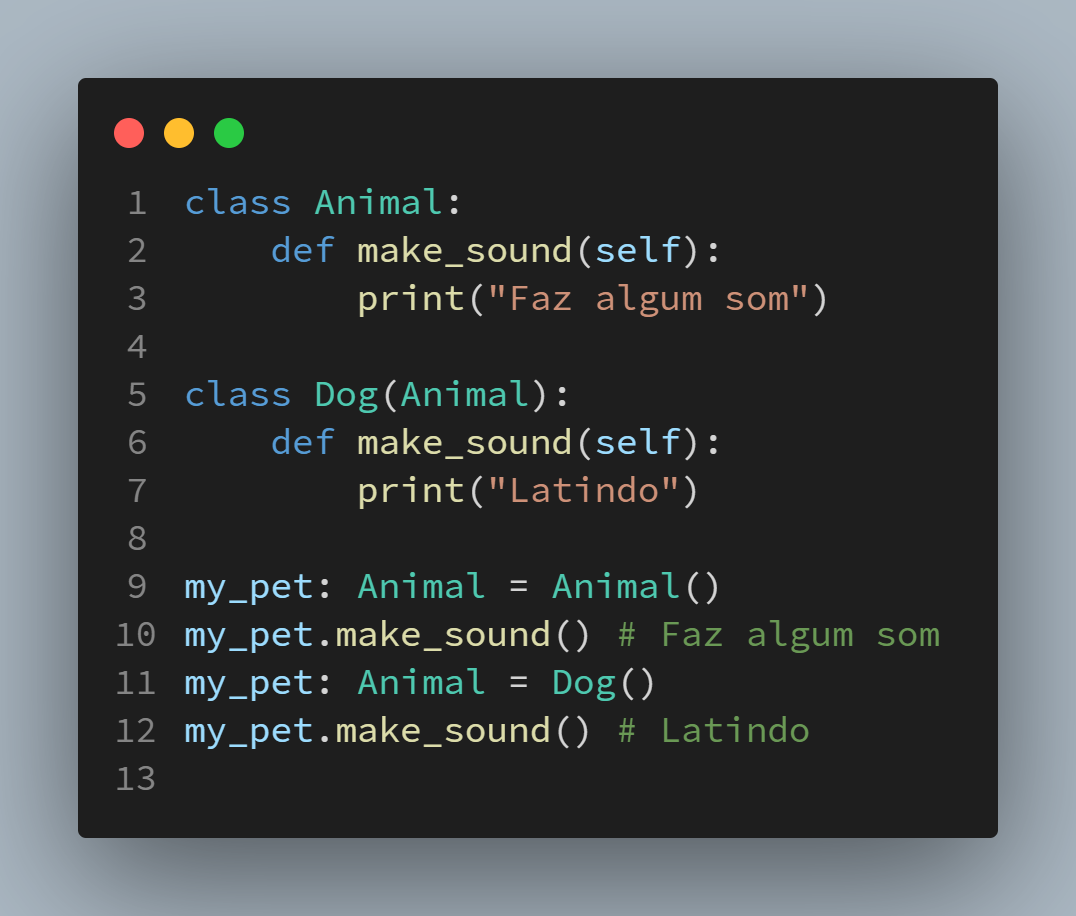 1 class Animal:
2     def make_sound(self):
3         print("Faz algum som")
4
5 class Dog(Animal):
6     def make_sound(self):
7         print("Latindo")
8
9 my_pet: Animal = Animal()
10 my_pet.make_sound() # Faz algum som
11 my_pet: Animal = Dog()
12 my_pet.make_sound() # Latindo
13